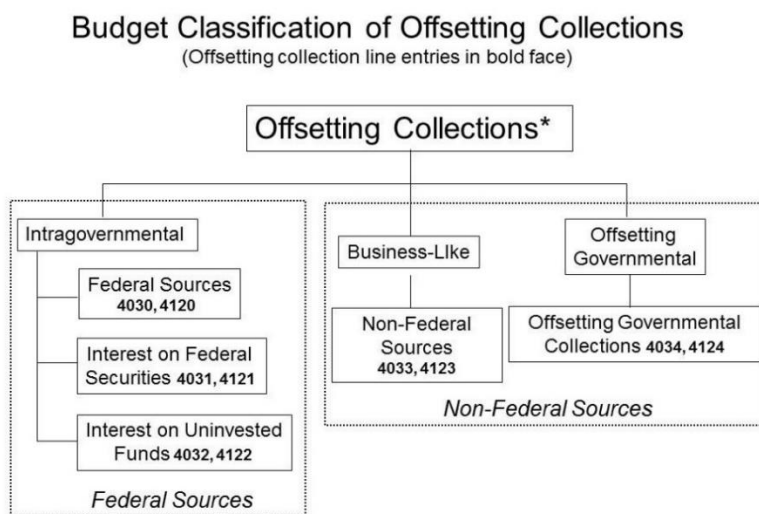 Budget Classification of Offsetting Collections
(Offsetting collection line entries in bold face)
Offsetting Collections*
Intragovernmental
Federal Sources
4030, 4120
Interest on Federal
Securities 4031, 4121
Interest on Uninvested
Funds 4032, 4122
Federal Sources
Business-LIke
Non-Federal
Sources
4033, 4123
Offsetting
Governmental
Offsetting Governmental
Collections 4034, 4124
Non-Federal Sources